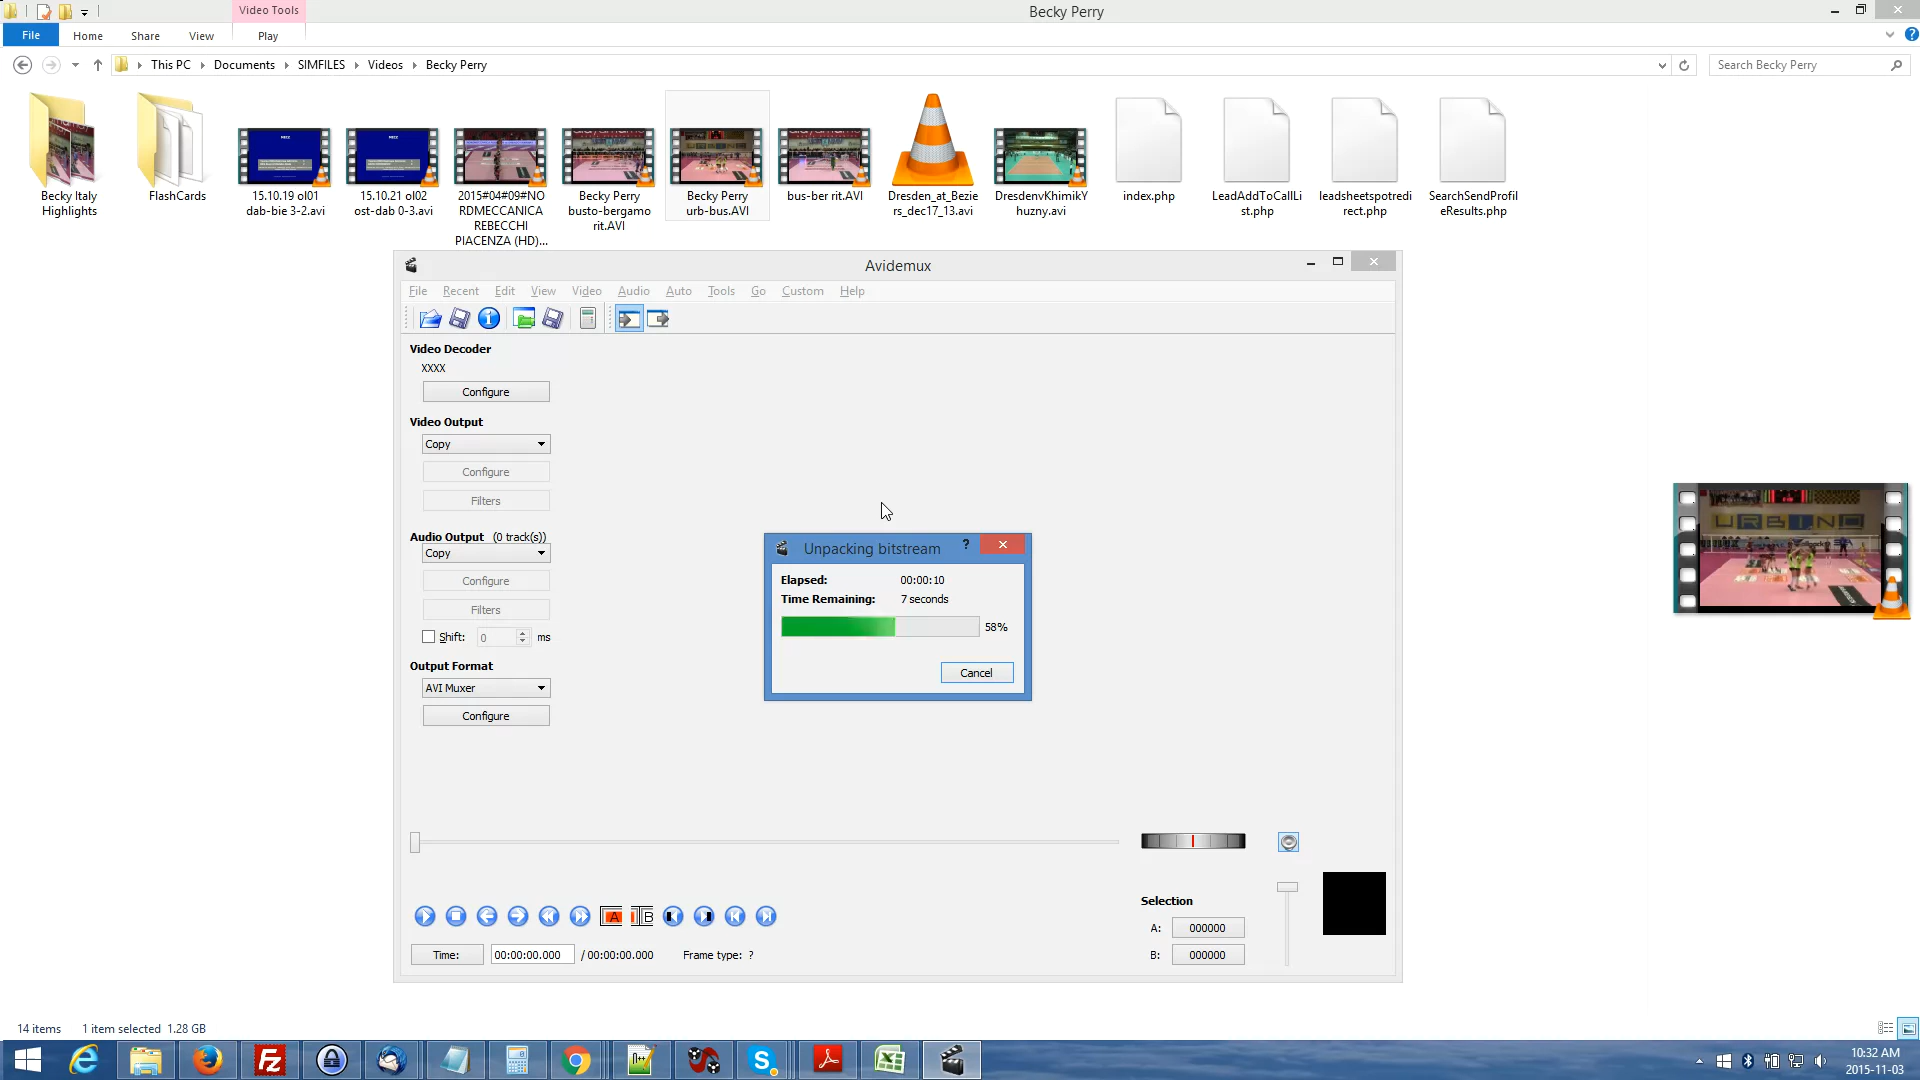 Video Tools
Becky Perry
File
Home
Share
View
Play
This PC
Documents
SIMFILES
Videos
Becky Perry
Search Becky Perry
Becky Italy
Highlights
FlashCards
15.10.19 ol01
dab-bie 3-2.avi
15.10.21 ol02
ost-dab 0-3.avi
2015#04#09#NO
RDMECCANICA
REBECCHI
PIACENZA (HD)...
Becky Perry
busto-bergamo
rit.AVI
Becky Perry
urb-bus.AVI
bus-ber rit.AVI
Dresden_at_Bezie
rs_dec17_13.avi
DresdenvKhimikY
huzny.avi
index.php
LeadAddToCallLi
st.php
leadsheetspotredi
rect.php
SearchSendProfil
eResults.php
Avidemux
File
Recent
Edit
View
Video
Audio
Auto
Tools
Go
Custom
Help
Video Decoder
XXXX
Configure
Video Output
Copy
Configure
Filters
Audio Output (0 track(s))
Copy
Configure
Filters
Shift:
0
ms
Output Format
AVI Muxer
Configure
Unpacking bitstream
?
Elapsed: 00:00:10
Time Remaining: 7 seconds
58%
Cancel
URBINO
A
B
Selection
A: 000000
B: 000000
Time:
00:00:00.000
/ 00:00:00.000
Frame type: ?
14 items
1 item selected 1.28 GB
10:32 AM
2015-11-03